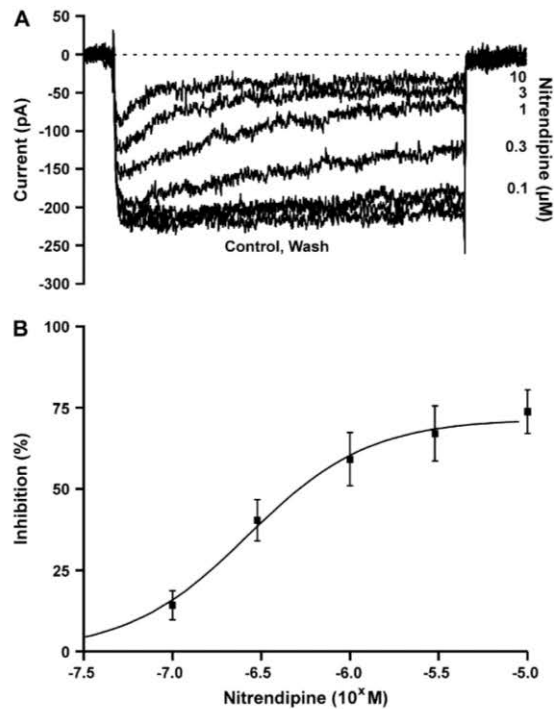 A
50
0
-50
-100
-150
-200
-250
-300
Current (pA)
10
3
1
0.3
0.1
Nitrendipine (µM)
Control, Wash
B
100
75
50
25
0
Inhibition (%)
-7.5 -7.0 -6.5 -6.0 -5.5 -5.0
Nitrendipine (10^x M)